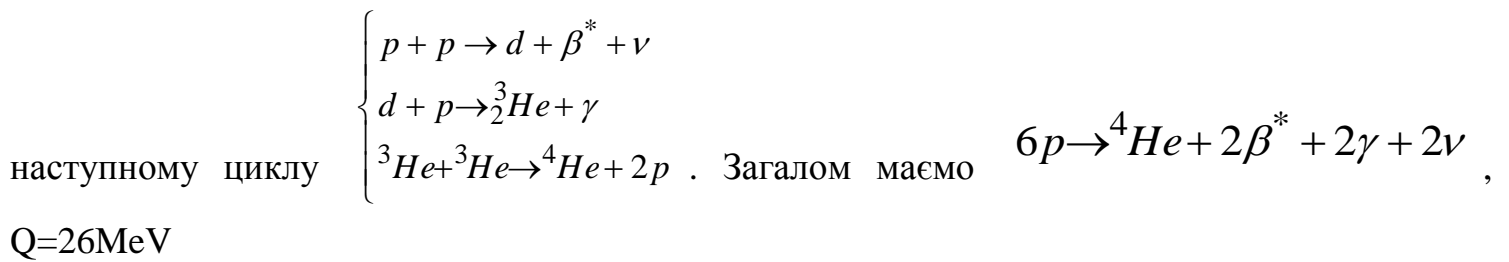 p + p → d + β* + ν
d + p → ³₂He + γ
наступному циклу ³He+³He→⁴He + 2p . Загалом маємо 6p→⁴He + 2β* + 2γ + 2ν ,
Q=26MeV